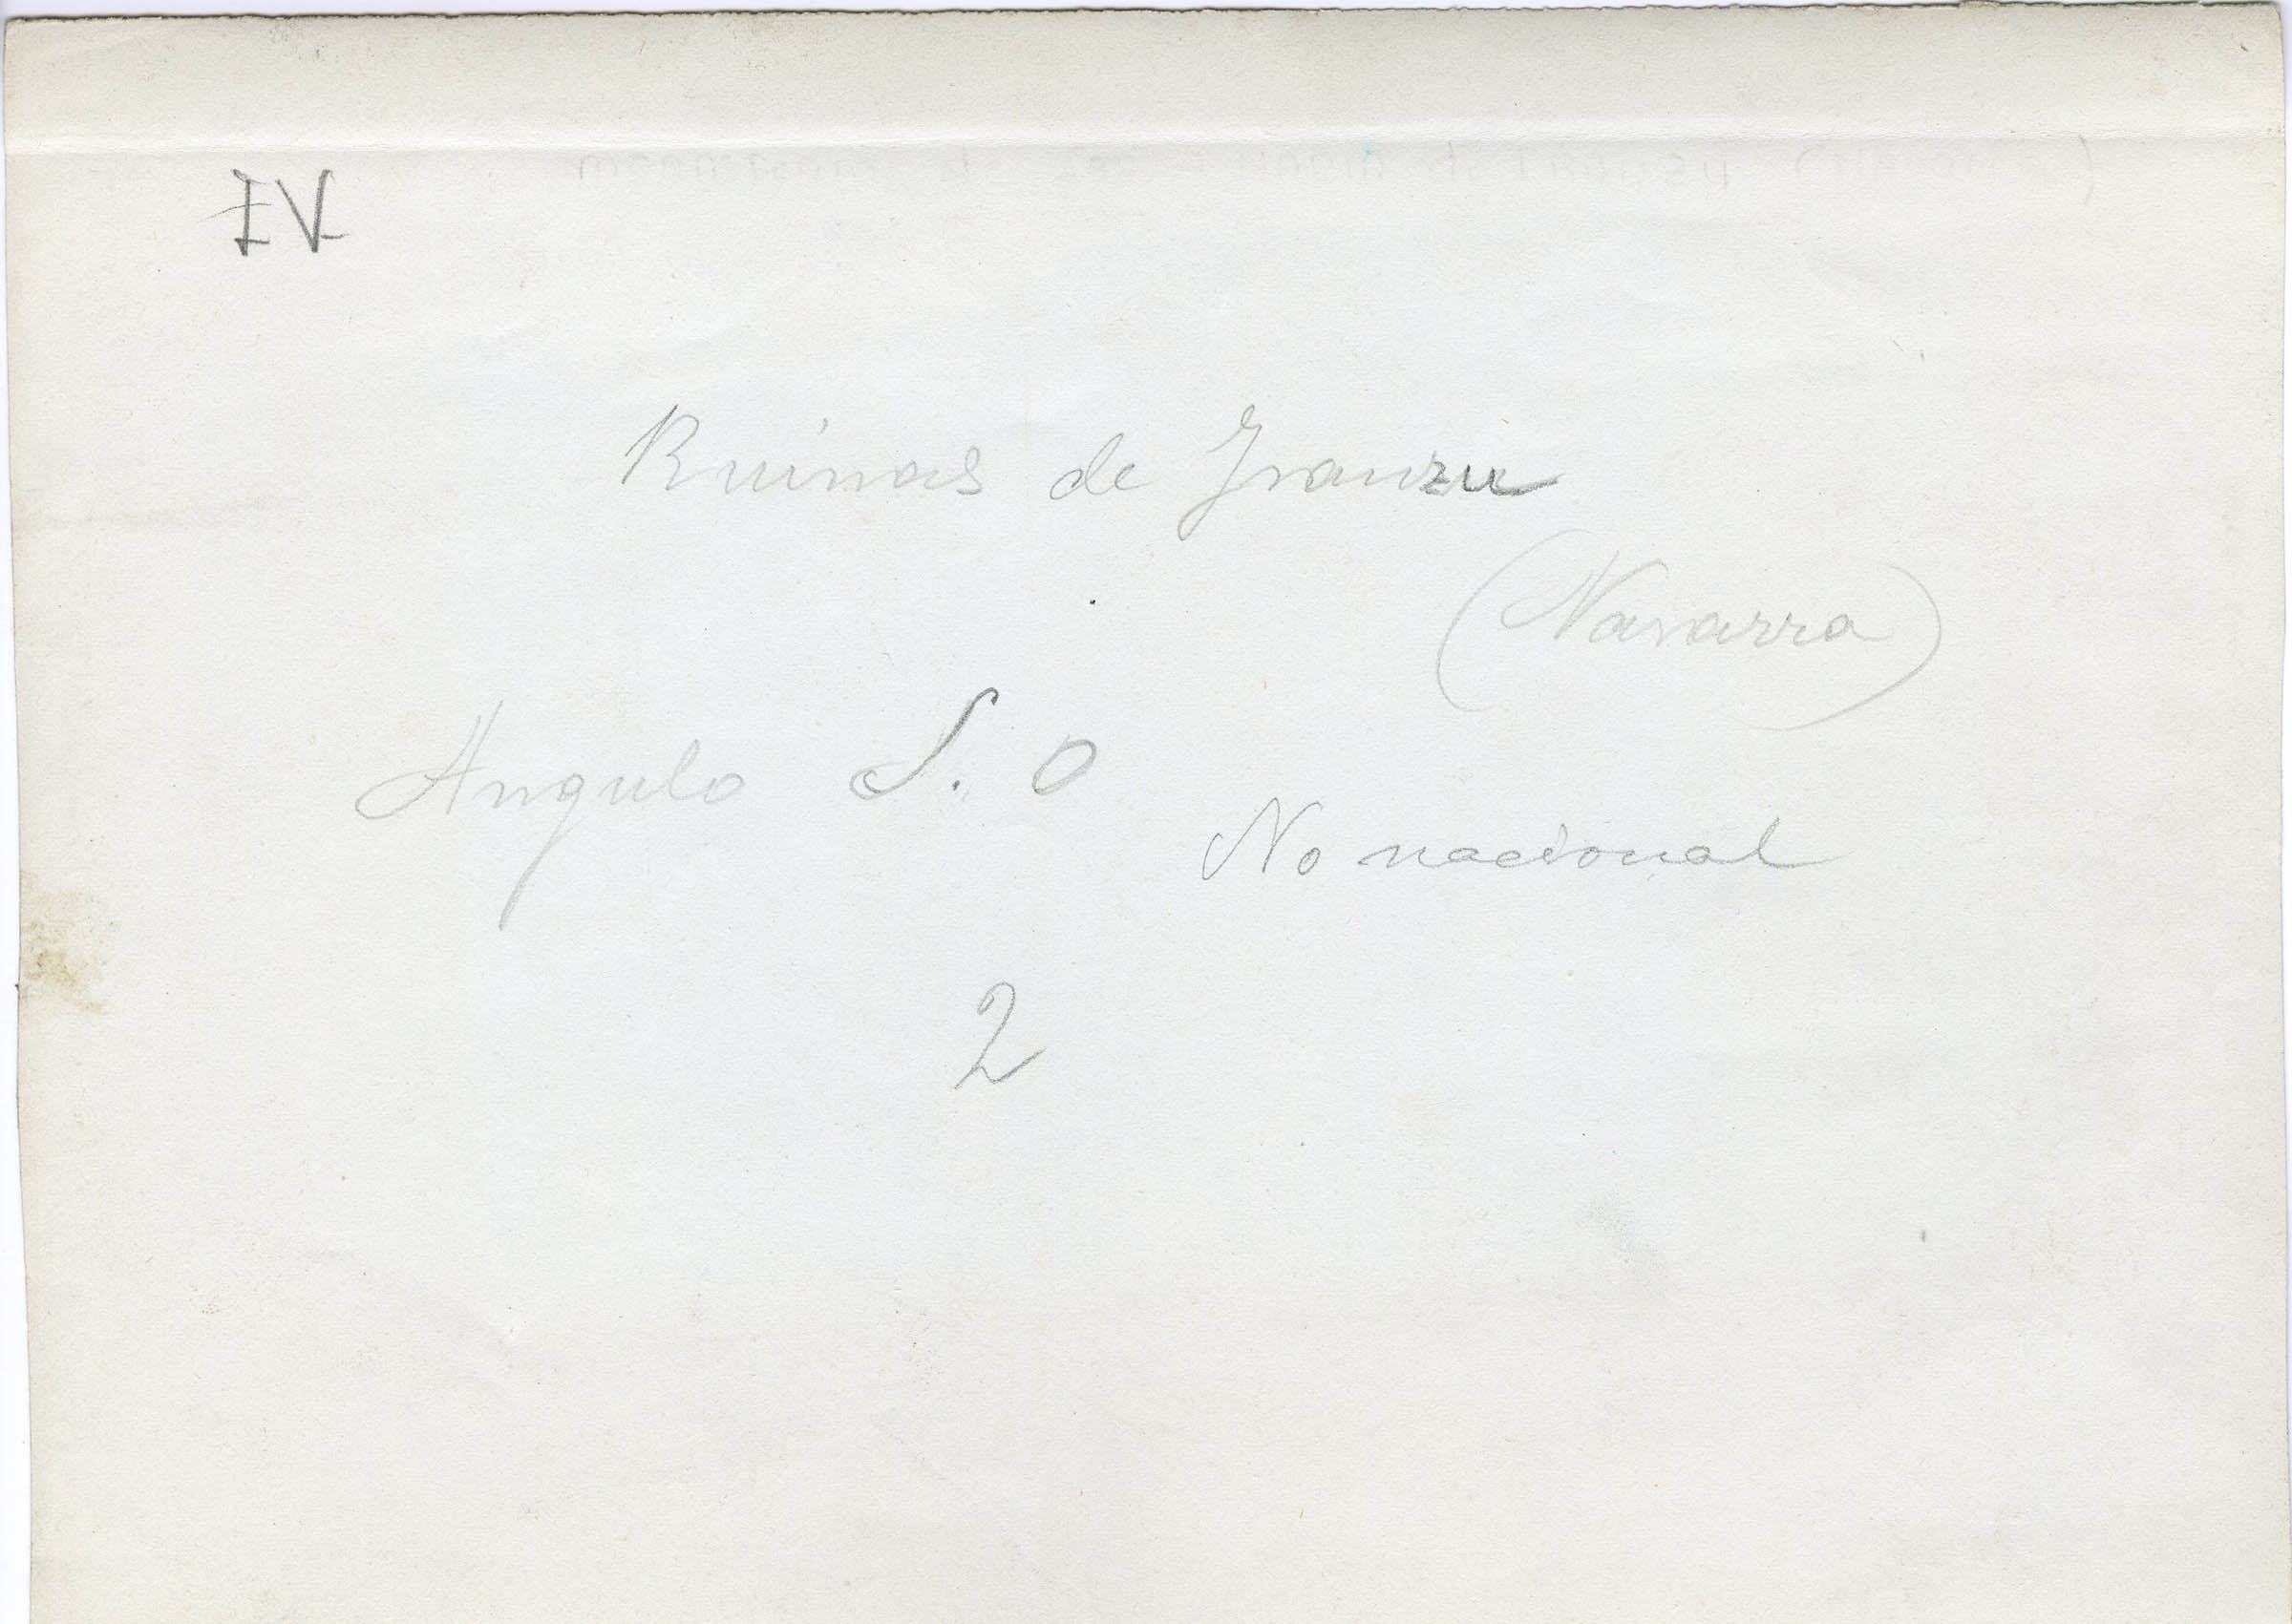 IV
Ruinas de Iranzu
(Navarra)
Angulo S. O
No nacional
2